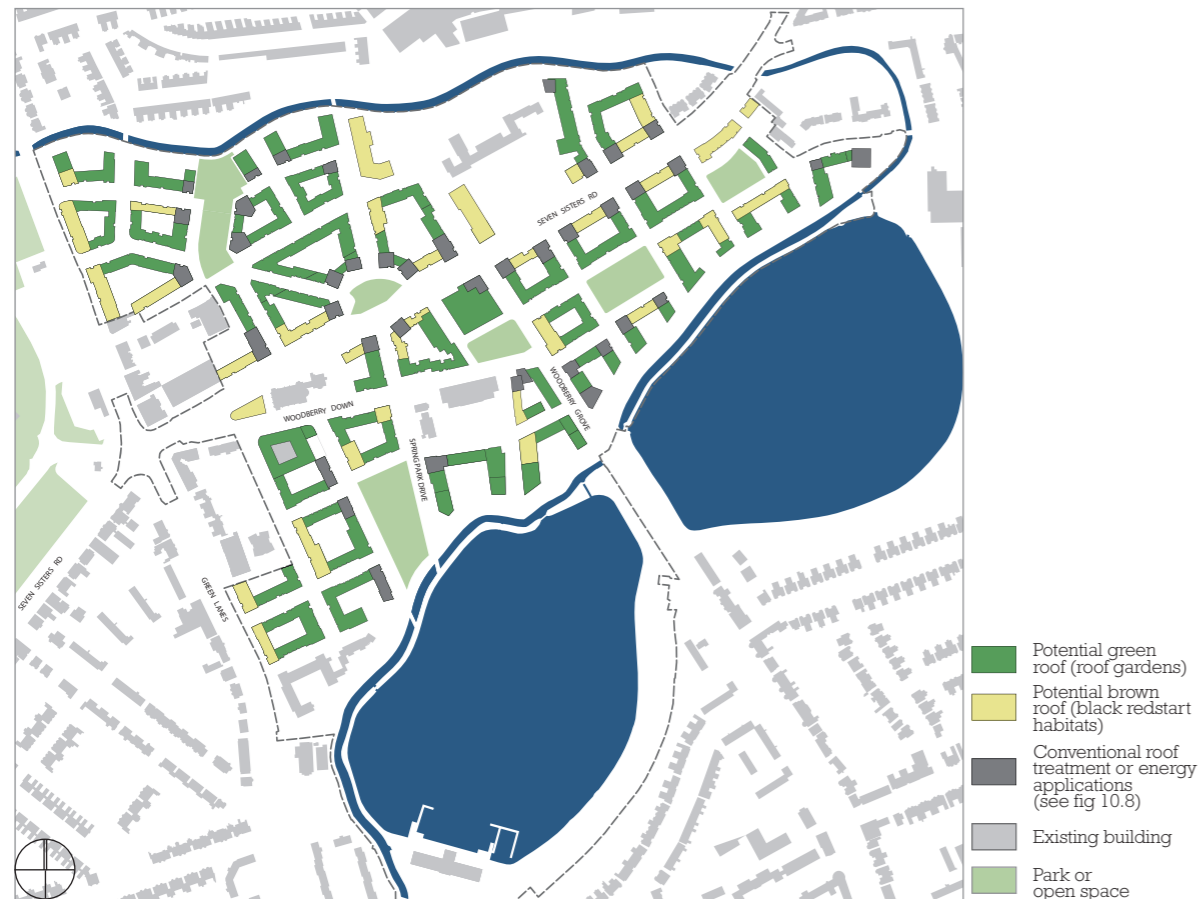 SEVEN SISTERS RD
WOODBERRY DOWN
WOODBERRY GROVE
SPRING PARK DRIVE
SEVEN SISTERS RD
GREEN LANES
Potential green
roof (roof gardens)
Potential brown
roof (black redstart
habitats)
Conventional roof
treatment or energy
applications
(see fig 10.8)
Existing building
Park or
open space